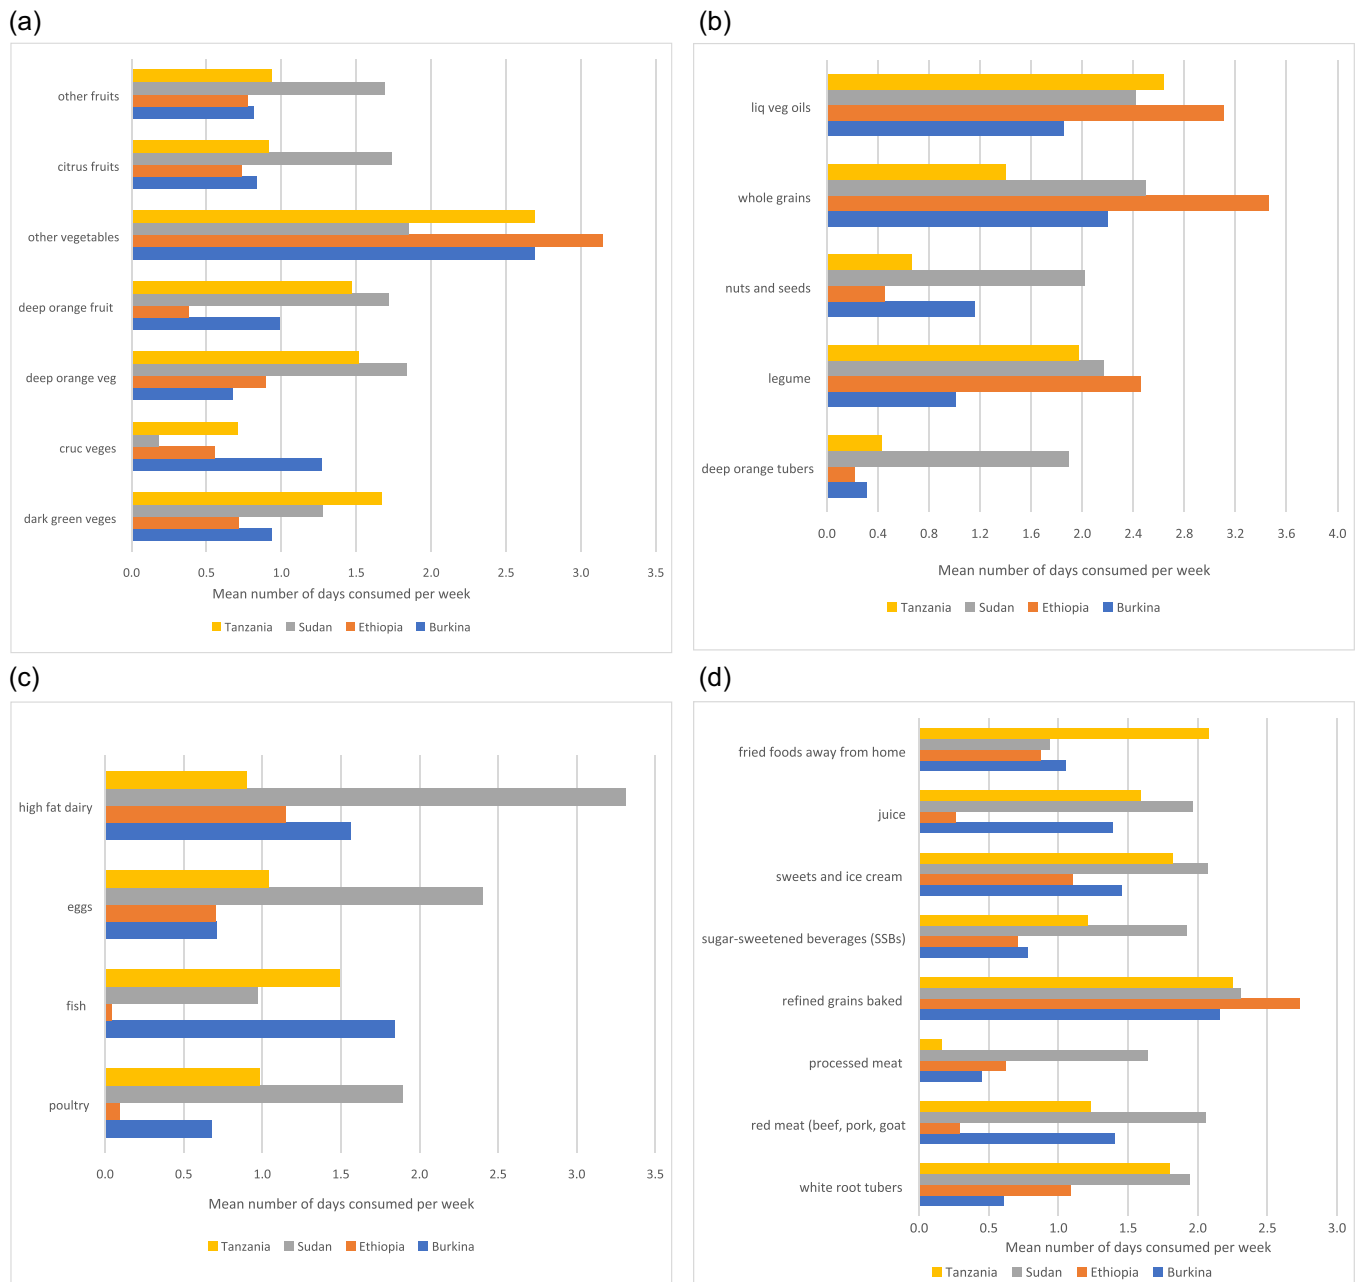 (a)
other fruits
citrus fruits
other vegetables
deep orange fruit
deep orange veg
cruc veges
dark green veges
0.0 0.5 1.0 1.5 2.0 2.5 3.0 3.5
Mean number of days consumed per week
Tanzania Sudan Ethiopia Burkina
(b)
liq veg oils
whole grains
nuts and seeds
legume
deep orange tubers
0.0 0.4 0.8 1.2 1.6 2.0 2.4 2.8 3.2 3.6 4.0
Mean number of days consumed per week
Tanzania Sudan Ethiopia Burkina
(c)
high fat dairy
eggs
fish
poultry
0.0 0.5 1.0 1.5 2.0 2.5 3.0 3.5
Mean number of days consumed per week
Tanzania Sudan Ethiopia Burkina
(d)
fried foods away from home
juice
sweets and ice cream
sugar-sweetened beverages (SSBs)
refined grains baked
processed meat
red meat (beef, pork, goat
white root tubers
0.0 0.5 1.0 1.5 2.0 2.5 3.0
Mean number of days consumed per week
Tanzania Sudan Ethiopia Burkina